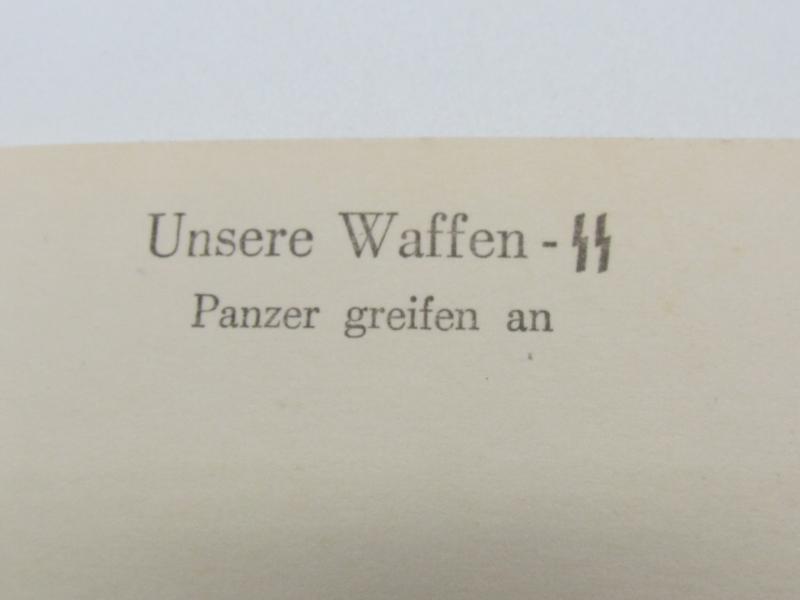 Unsere Waffen-ᛋᛋ
Panzer greifen an